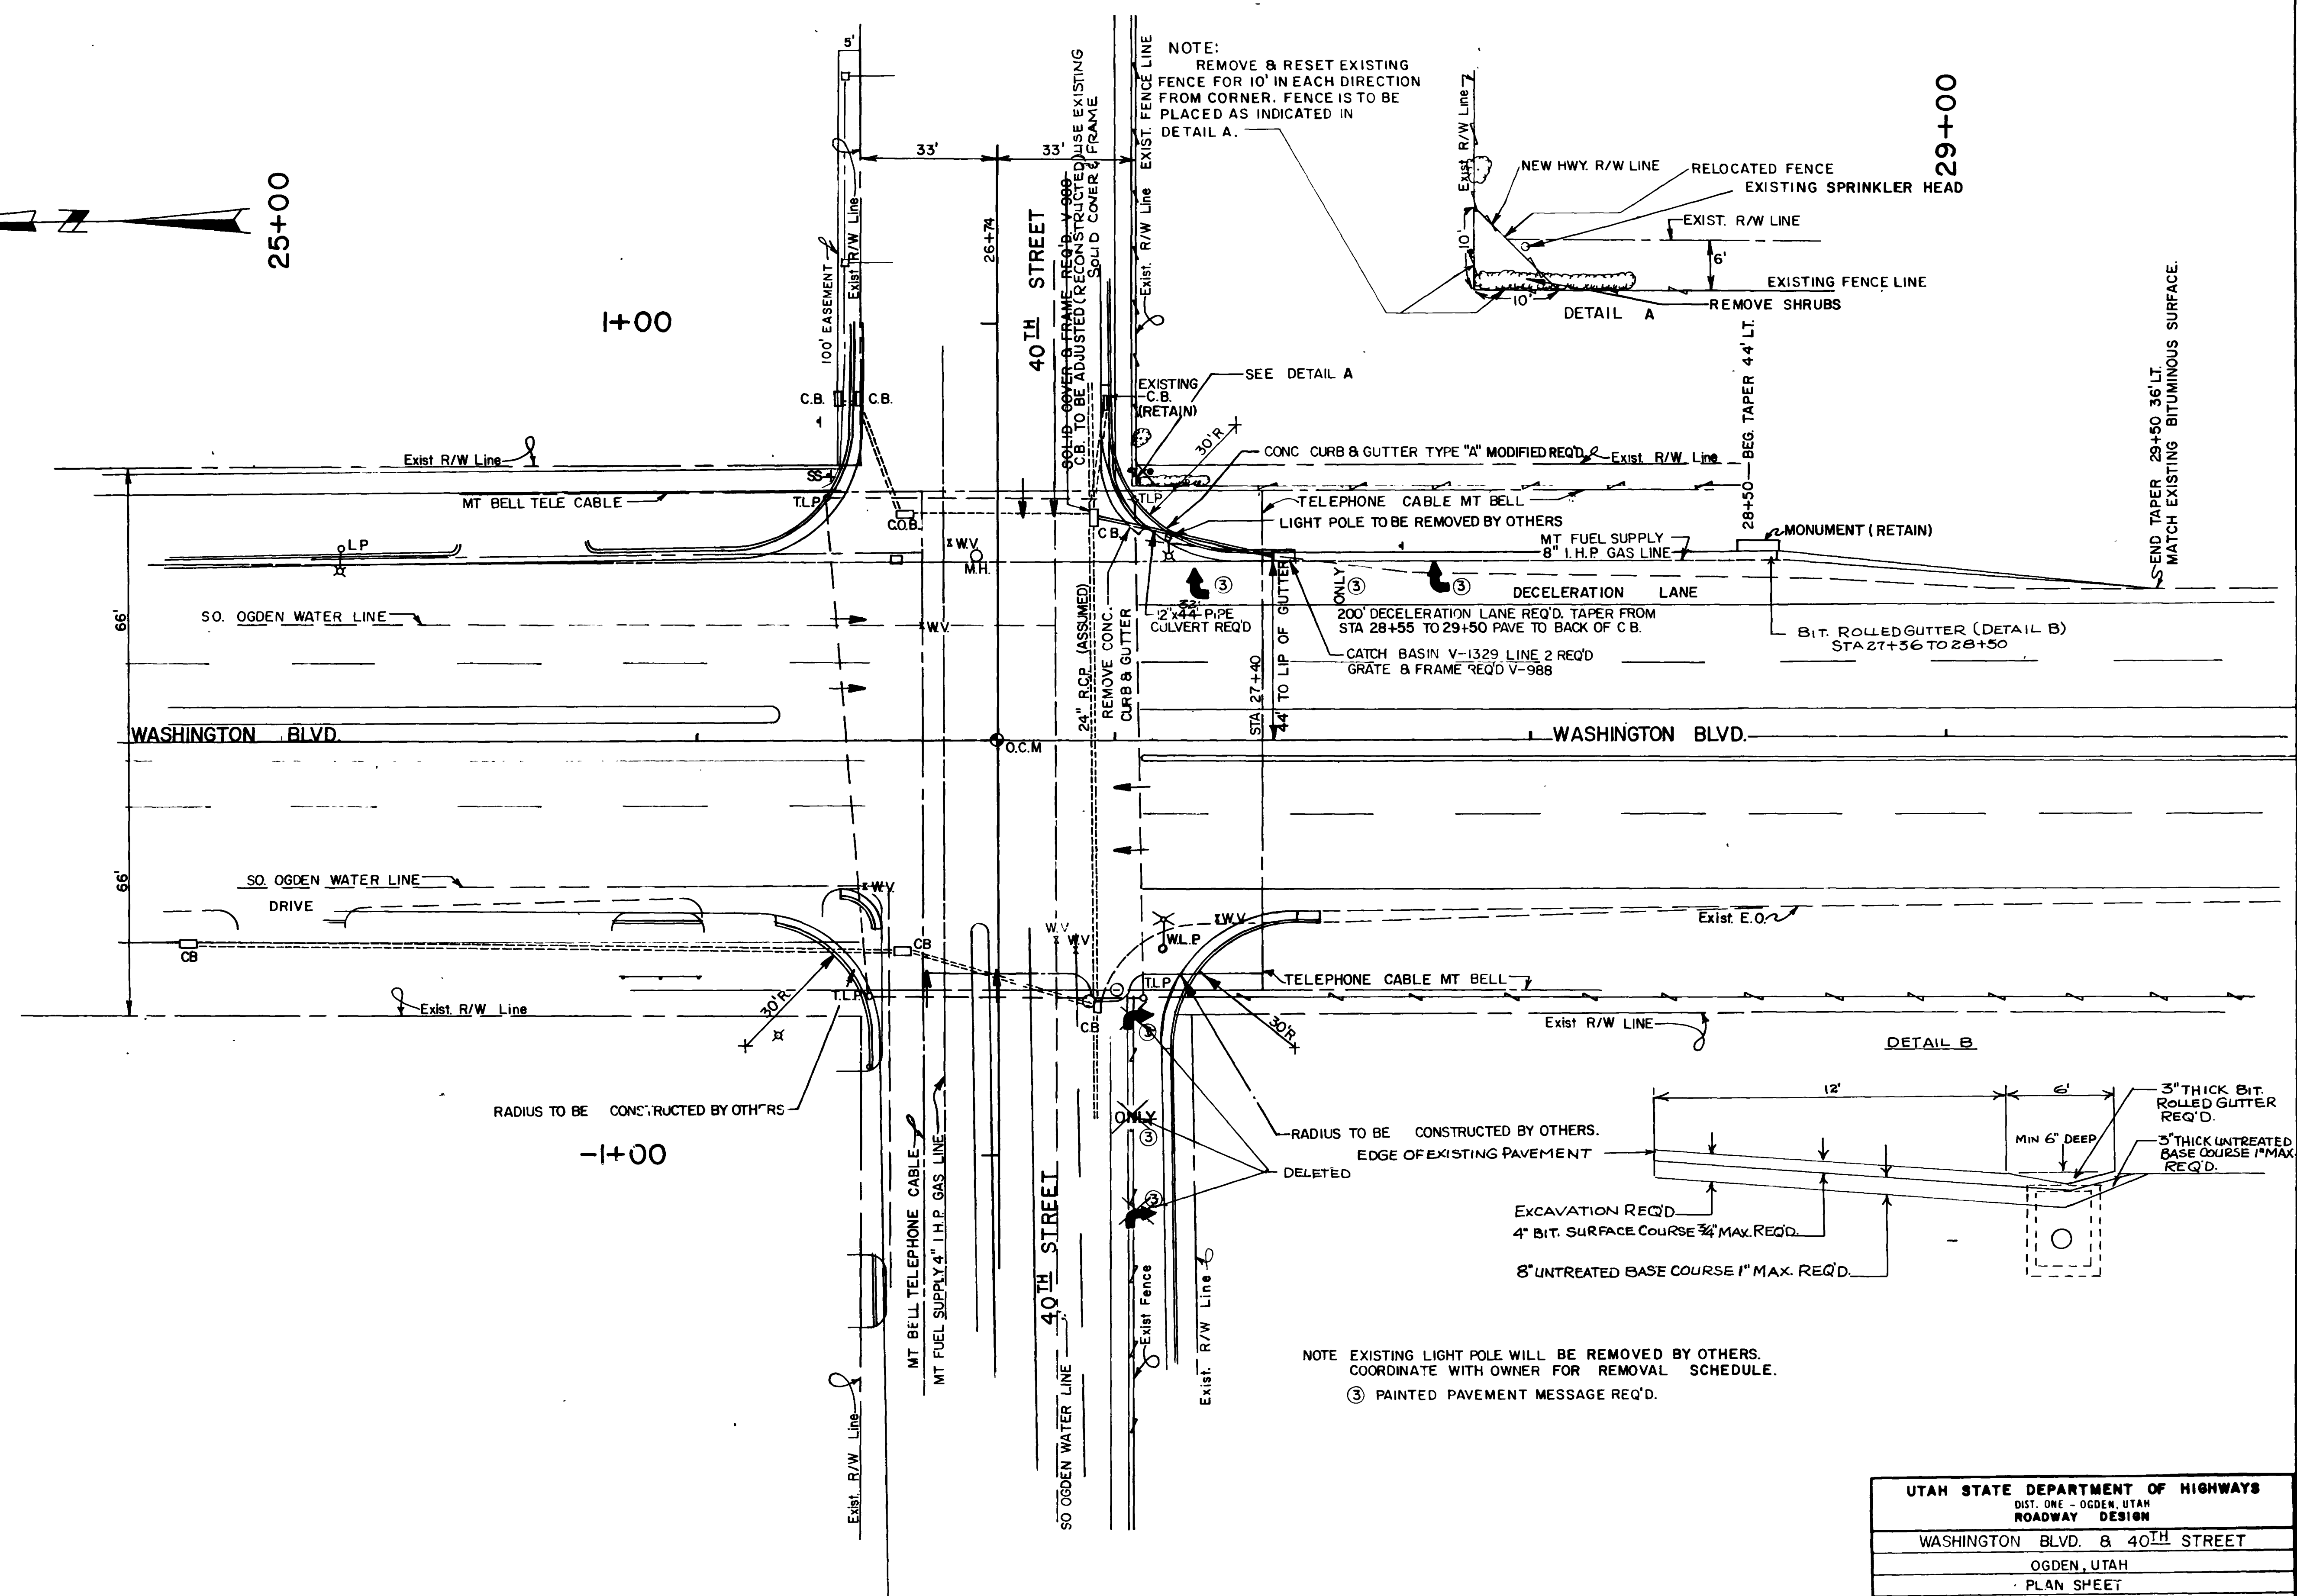 NOTE:
REMOVE & RESET EXISTING
FENCE FOR 10' IN EACH DIRECTION
FROM CORNER. FENCE IS TO BE
PLACED AS INDICATED IN
DETAIL A.
5'
33'
33'
25+00
29+00
1+00
26+74
40TH STREET
100' EASEMENT
Exist R/W Line
SOLID COVER & FRAME REQ'D. V-988
C.B. TO BE ADJUSTED (RECONSTRUCTED) USE EXISTING
SOLID COVER & FRAME
EXIST. FENCE LINE
Exist. R/W Line
Exist R/W Line
NEW HWY. R/W LINE
RELOCATED FENCE
EXISTING SPRINKLER HEAD
EXIST. R/W LINE
10'
6'
EXISTING FENCE LINE
10'
REMOVE SHRUBS
DETAIL A
SEE DETAIL A
EXISTING
C.B.
(RETAIN)
C.B.
C.B.
30'R
CONC CURB & GUTTER TYPE "A" MODIFIED REQ'D
Exist. R/W Line
Exist R/W Line
SS
MT BELL TELE CABLE
T.L.P.
TLP
C.O.B.
C B.
TELEPHONE CABLE MT BELL
LIGHT POLE TO BE REMOVED BY OTHERS
MT FUEL SUPPLY
8" I.H.P. GAS LINE
28+50 BEG. TAPER 44' LT.
MONUMENT (RETAIN)
END TAPER 29+50 36' LT.
MATCH EXISTING BITUMINOUS SURFACE.
LP
W.V.
M.H.
③
ONLY
③
③
DECELERATION LANE
200' DECELERATION LANE REQ'D. TAPER FROM
STA 28+55 TO 29+50 PAVE TO BACK OF C B.
32'
12"x44' PIPE
CULVERT REQ'D
BIT. ROLLED GUTTER (DETAIL B)
STA 27+36 TO 28+50
CATCH BASIN V-1329 LINE 2 REQ'D
GRATE & FRAME REQ'D V-988
66'
SO. OGDEN WATER LINE
W.V.
24" R.C.P. (ASSUMED)
REMOVE CONC.
CURB & GUTTER
STA. 27+40
44' TO LIP OF GUTTER
WASHINGTON BLVD.
O.C.M
WASHINGTON BLVD.
66'
SO. OGDEN WATER LINE
DRIVE
W.V.
W.V
W.V
W.L.P
W.V.
Exist. E.O.
CB
CB
30'R
T.L.P.
CB
T.L.P
TELEPHONE CABLE MT BELL
Exist. R/W Line
③
30'R
Exist R/W LINE
DETAIL B
RADIUS TO BE CONSTRUCTED BY OTHERS
-1+00
ONLY
③
③
RADIUS TO BE CONSTRUCTED BY OTHERS.
DELETED
EDGE OF EXISTING PAVEMENT
12'
6'
3" THICK BIT.
ROLLED GUTTER
REQ'D.
MIN 6" DEEP
3" THICK UNTREATED
BASE COURSE 1" MAX
REQ'D.
EXCAVATION REQ'D
4" BIT. SURFACE COURSE ¾" MAX. REQ'D.
8" UNTREATED BASE COURSE 1" MAX. REQ'D.
MT BELL TELEPHONE CABLE
MT FUEL SUPPLY 4" I H.P. GAS LINE
40TH STREET
SO OGDEN WATER LINE
Exist Fence
Exist. R/W Line
Exist. R/W Line
NOTE EXISTING LIGHT POLE WILL BE REMOVED BY OTHERS.
COORDINATE WITH OWNER FOR REMOVAL SCHEDULE.
③ PAINTED PAVEMENT MESSAGE REQ'D.
UTAH STATE DEPARTMENT OF HIGHWAYS
DIST. ONE - OGDEN, UTAH
ROADWAY DESIGN
WASHINGTON BLVD. & 40TH STREET
OGDEN, UTAH
PLAN SHEET